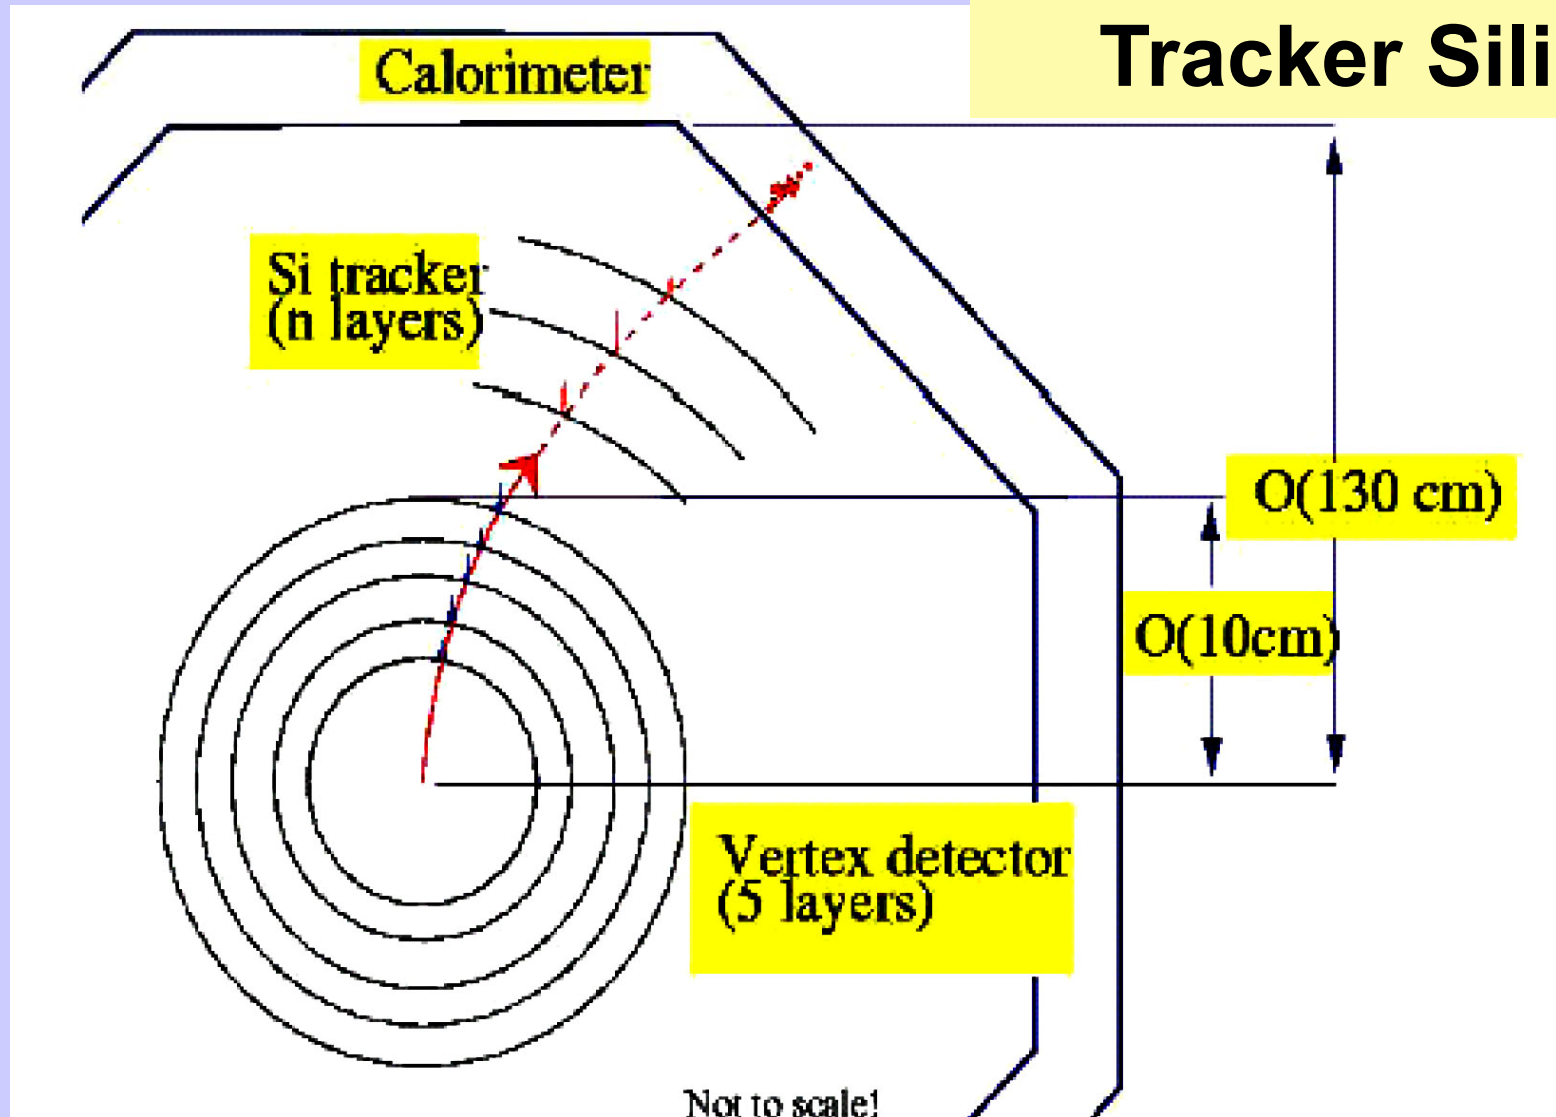 Tracker Sili
Calorimeter
Si tracker
(n layers)
O(130 cm)
O(10cm)
Vertex detector
(5 layers)
Not to scale!